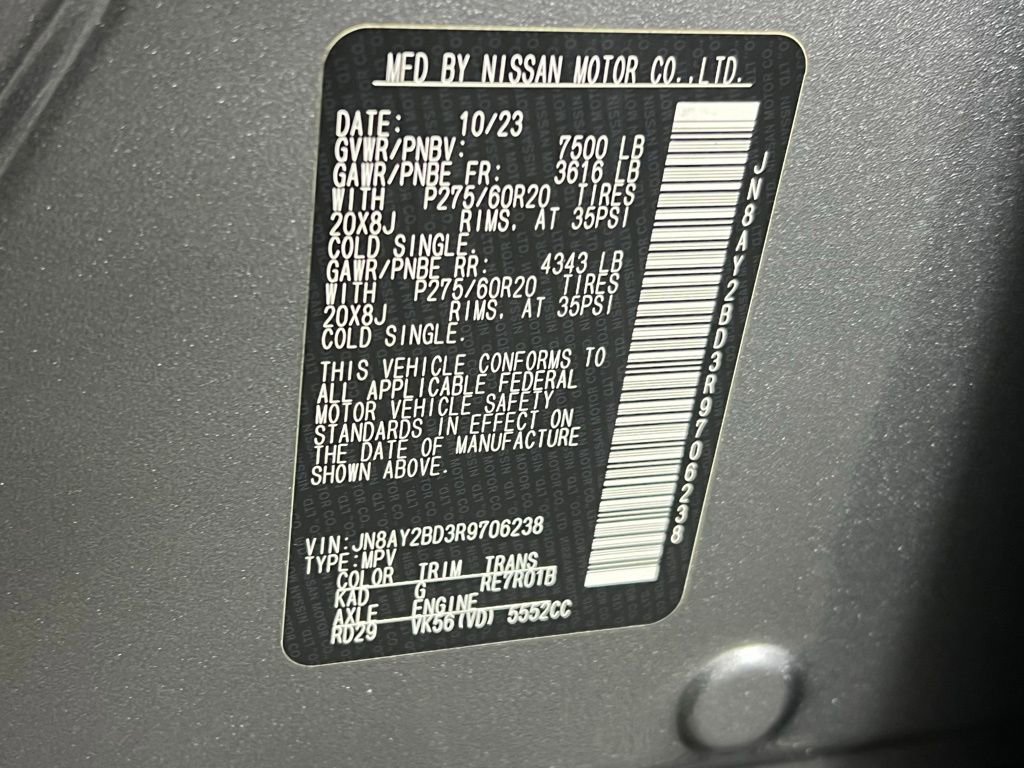 MFD BY NISSAN MOTOR CO.,LTD.
DATE: 10/23
GVWR/PNBV: 7500 LB
GAWR/PNBE FR: 3616 LB
WITH P275/60R20 TIRES
20X8J RIMS. AT 35PSI
COLD SINGLE.
GAWR/PNBE RR: 4343 LB
WITH P275/60R20 TIRES
20X8J RIMS. AT 35PSI
COLD SINGLE.
THIS VEHICLE CONFORMS TO
ALL APPLICABLE FEDERAL
MOTOR VEHICLE SAFETY
STANDARDS IN EFFECT ON
THE DATE OF MANUFACTURE
SHOWN ABOVE.
VIN:JN8AY2BD3R9706238
TYPE:MPV
COLOR TRIM TRANS
KAD G RE7R01B
AXLE ENGINE
RD29 VK56(VD) 5552CC
JN8AY2BD3R9706238